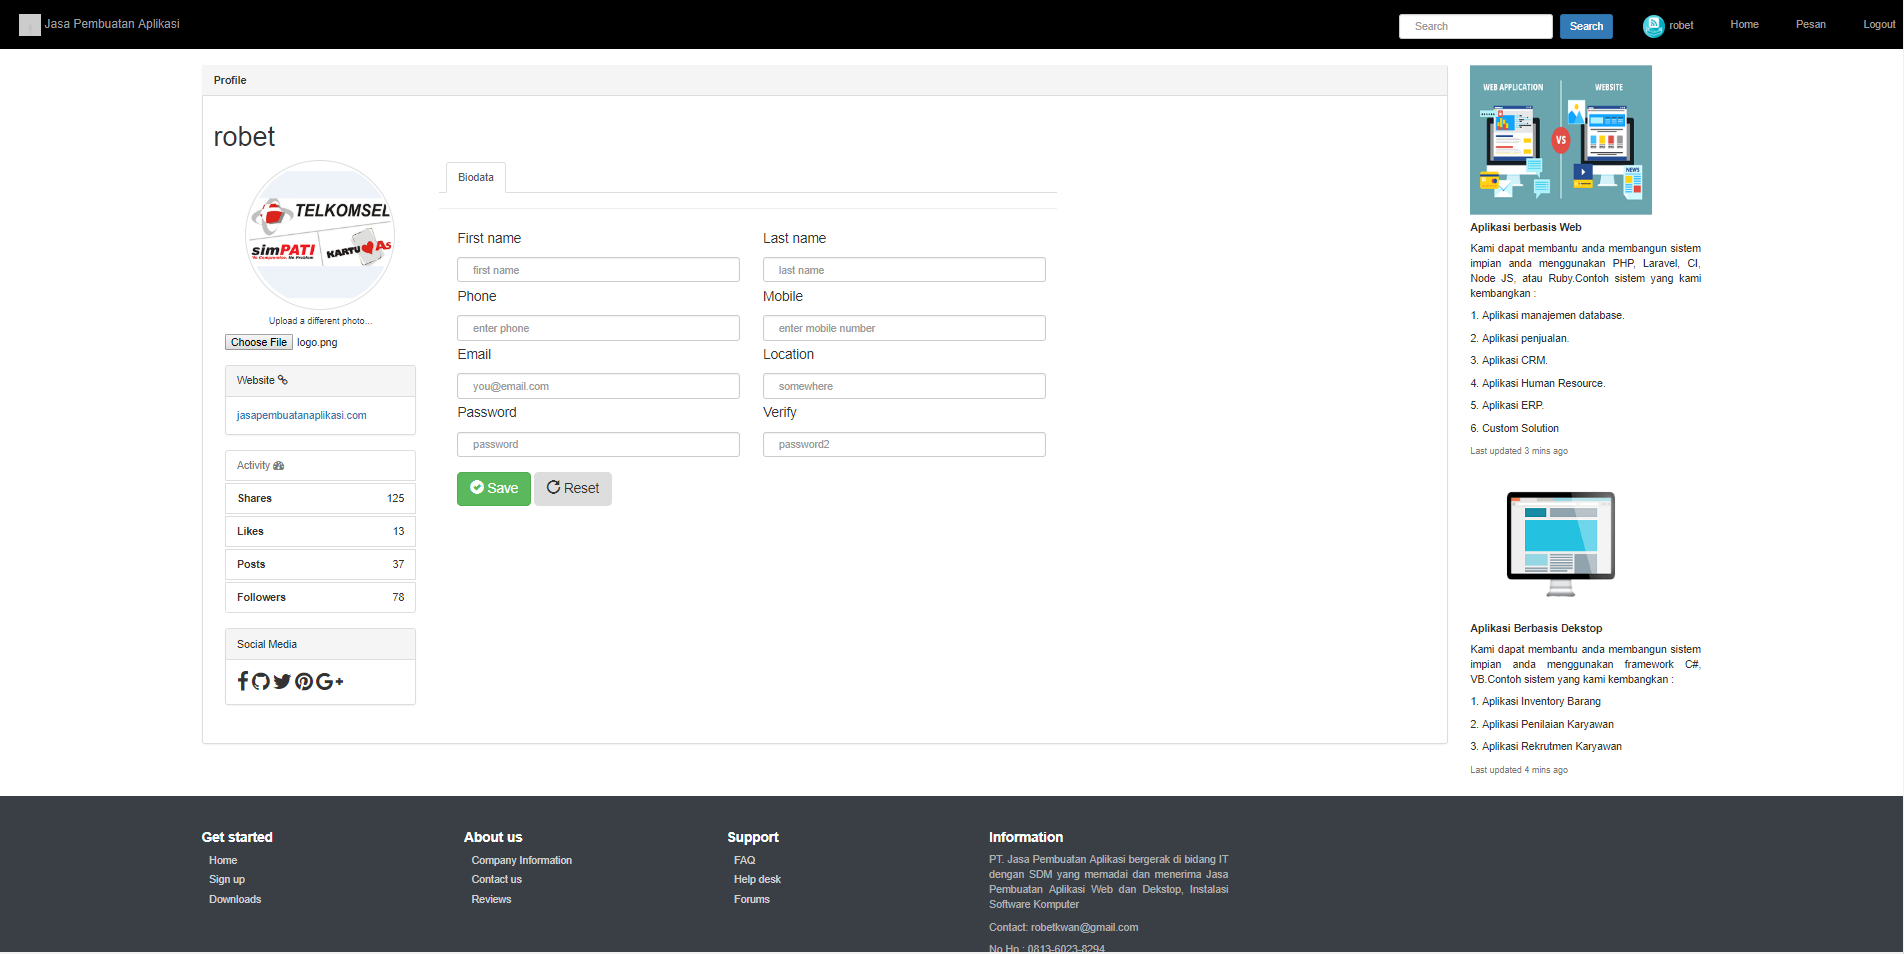 Jasa Pembuatan Aplikasi
Search
Search
robet
Home
Pesan
Logout
Profile
robet
TELKOMSEL
simPATI
KARTU As
Upload a different photo...
Choose File logo.png
Website
jasapembuatanaplikasi.com
Activity
Shares 125
Likes 13
Posts 37
Followers 78
Social Media
Biodata
First name
Last name
first name
last name
Phone
Mobile
enter phone
enter mobile number
Email
Location
you@email.com
somewhere
Password
Verify
password
password2
Save
Reset
WEB APPLICATION
WEBSITE
VS
NEWS
Aplikasi berbasis Web
Kami dapat membantu anda membangun sistem
impian anda menggunakan PHP, Laravel, CI,
Node JS, atau Ruby.Contoh sistem yang kami
kembangkan :
1. Aplikasi manajemen database.
2. Aplikasi penjualan.
3. Aplikasi CRM.
4. Aplikasi Human Resource.
5. Aplikasi ERP.
6. Custom Solution
Last updated 3 mins ago
Aplikasi Berbasis Dekstop
Kami dapat membantu anda membangun sistem
impian anda menggunakan framework C#,
VB.Contoh sistem yang kami kembangkan :
1. Aplikasi Inventory Barang
2. Aplikasi Penilaian Karyawan
3. Aplikasi Rekrutmen Karyawan
Last updated 4 mins ago
Get started
Home
Sign up
Downloads
About us
Company Information
Contact us
Reviews
Support
FAQ
Help desk
Forums
Information
PT. Jasa Pembuatan Aplikasi bergerak di bidang IT
dengan SDM yang memadai dan menerima Jasa
Pembuatan Aplikasi Web dan Dekstop, Instalasi
Software Komputer
Contact: robetkwan@gmail.com
No Hp : 0813-6023-8294